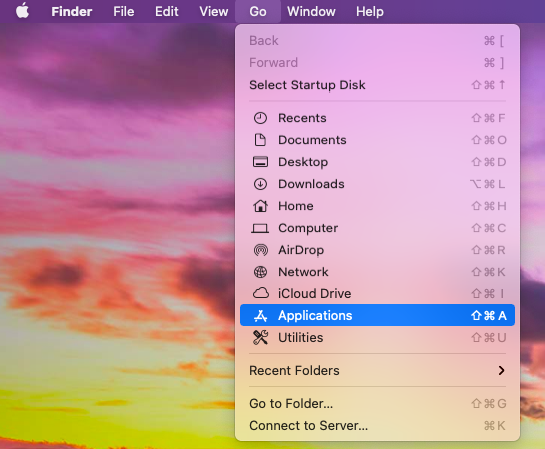 Finder File Edit View Go Window Help
Back ⌘ [
Forward ⌘ ]
Select Startup Disk ⇧⌘↑
Recents ⇧⌘F
Documents ⇧⌘O
Desktop ⇧⌘D
Downloads ⌥⌘L
Home ⇧⌘H
Computer ⇧⌘C
AirDrop ⇧⌘R
Network ⇧⌘K
iCloud Drive ⇧⌘I
Applications ⇧⌘A
Utilities ⇧⌘U
Recent Folders
Go to Folder... ⇧⌘G
Connect to Server... ⌘K